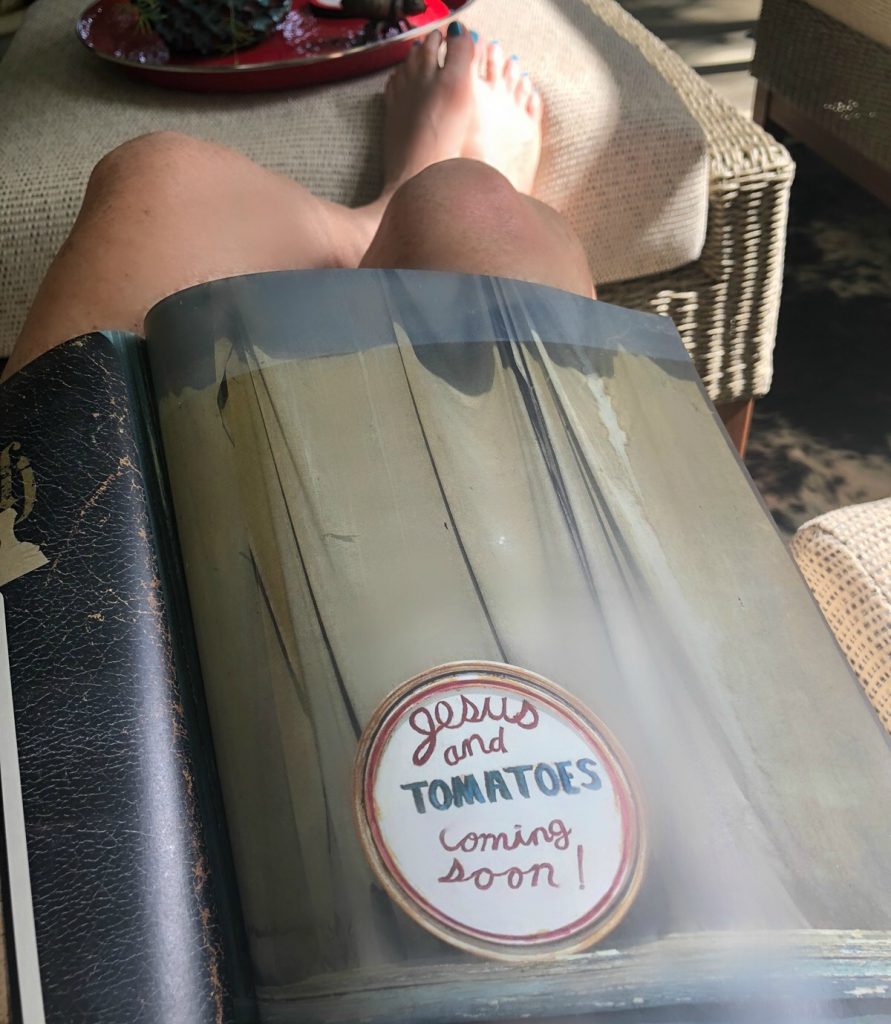 Jesus
and
TOMATOES
coming
soon!